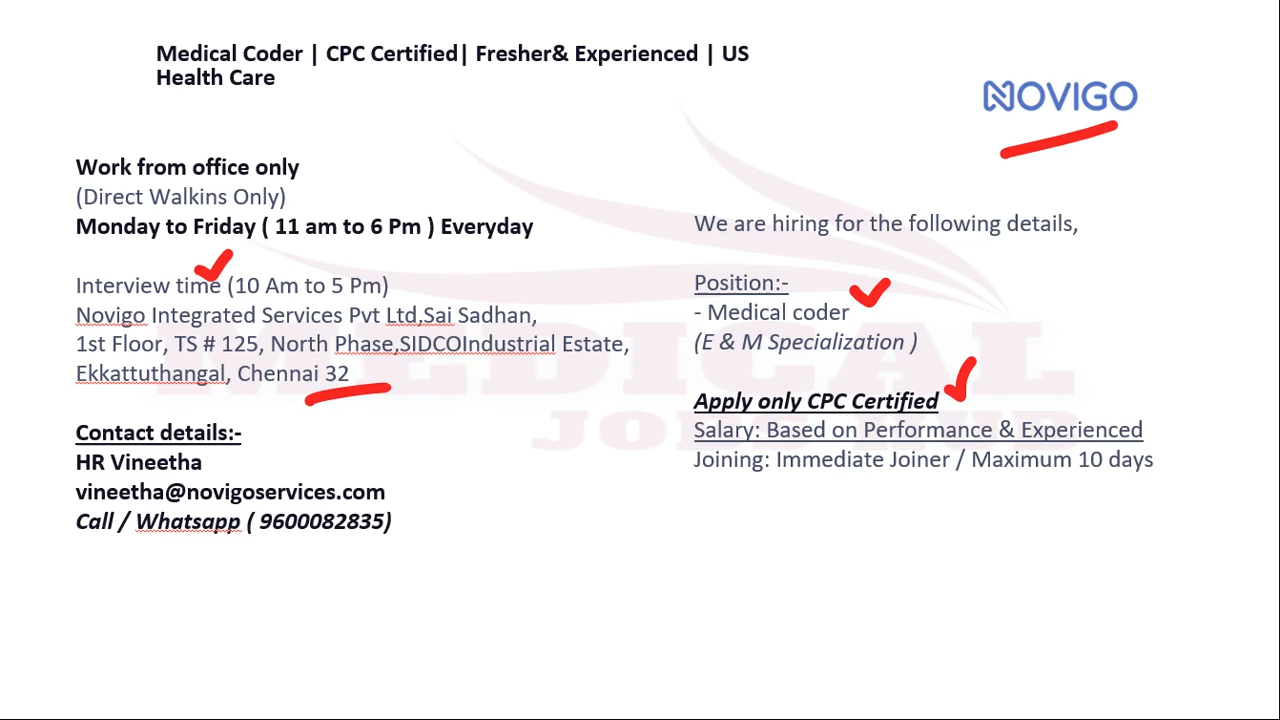 Medical Coder | CPC Certified| Fresher& Experienced | US
Health Care
NOVIGO
Work from office only
(Direct Walkins Only)
Monday to Friday ( 11 am to 6 Pm ) Everyday
Interview time (10 Am to 5 Pm)
Novigo Integrated Services Pvt Ltd,Sai Sadhan,
1st Floor, TS # 125, North Phase,SIDCOIndustrial Estate,
Ekkattuthangal, Chennai 32
Contact details:-
HR Vineetha
vineetha@novigoservices.com
Call / Whatsapp ( 9600082835)
We are hiring for the following details,
Position:-
- Medical coder
(E & M Specialization )
Apply only CPC Certified
Salary: Based on Performance & Experienced
Joining: Immediate Joiner / Maximum 10 days
MEDICAL
JOBS HUB